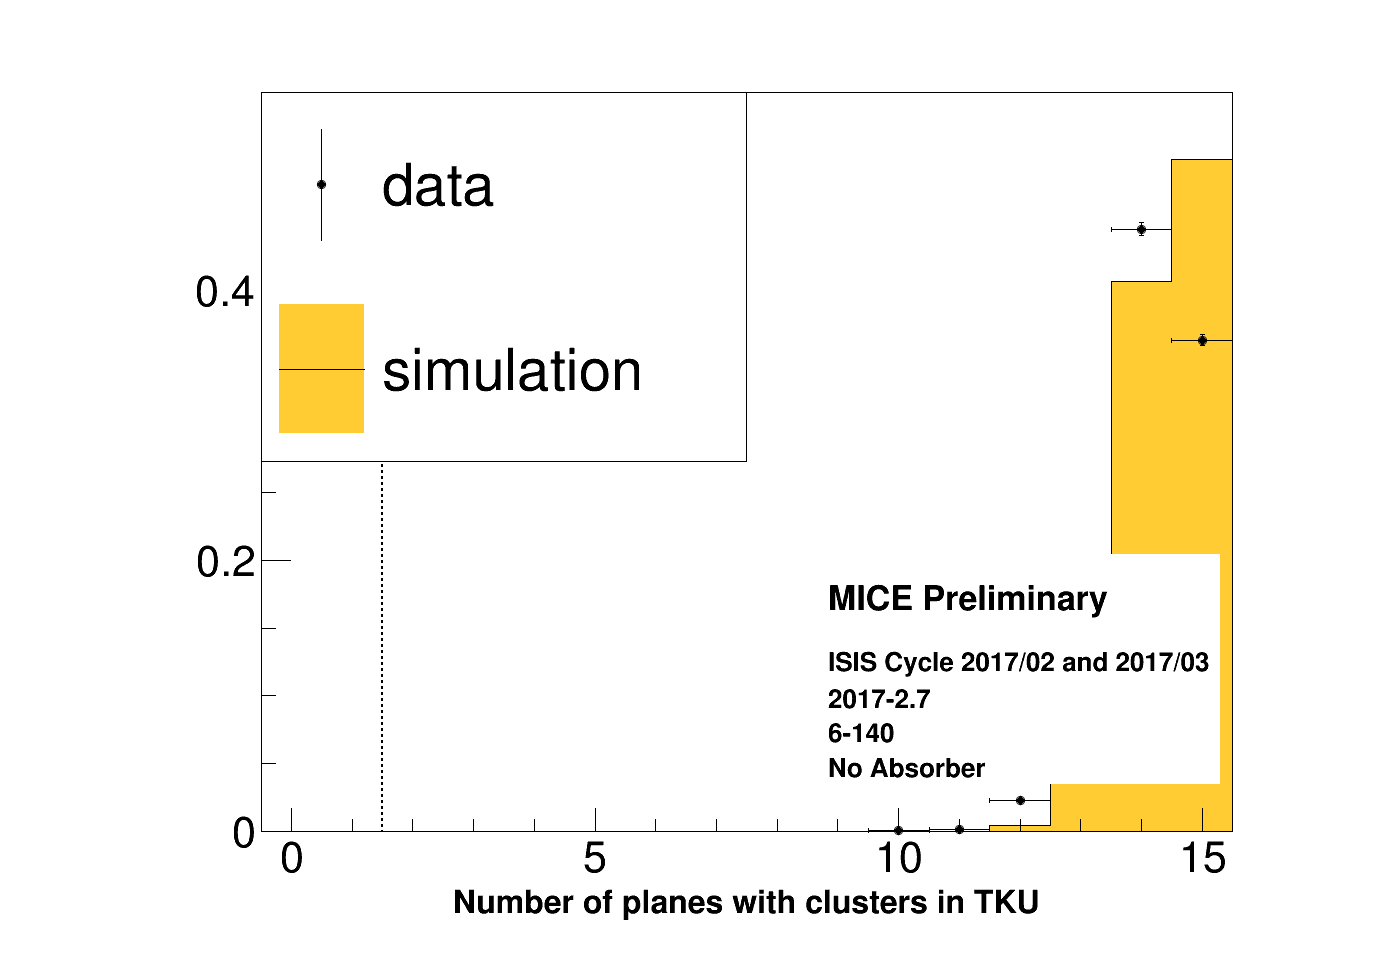 data
simulation
0.4
0.2
0
MICE Preliminary
ISIS Cycle 2017/02 and 2017/03
2017-2.7
6-140
No Absorber
0 5 10 15
Number of planes with clusters in TKU